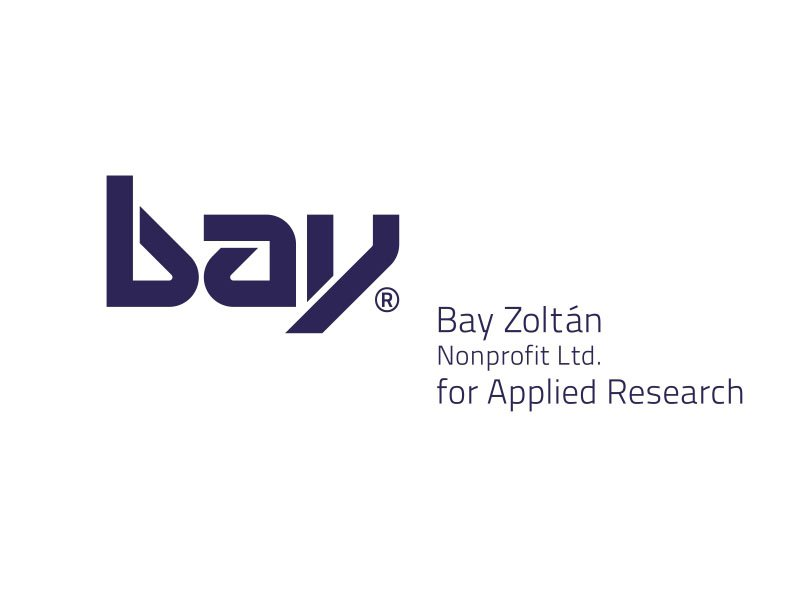 bay®
Bay Zoltán
Nonprofit Ltd.
for Applied Research